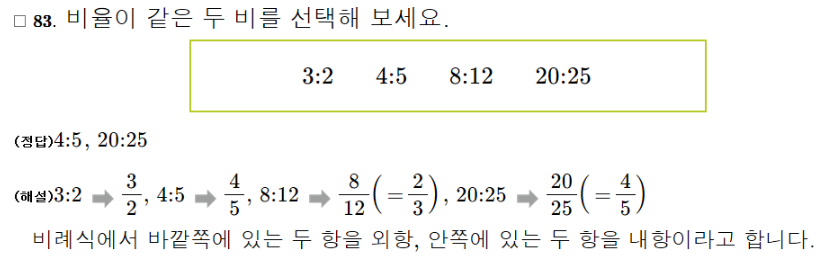 □ 83. 비율이 같은 두 비를 선택해 보세요.
3:2 4:5 8:12 20:25
(정답)4:5, 20:25
(해설)3:2 ➡ 3/2, 4:5 ➡ 4/5, 8:12 ➡ 8/12(=2/3), 20:25 ➡ 20/25(=4/5)
비례식에서 바깥쪽에 있는 두 항을 외항, 안쪽에 있는 두 항을 내항이라고 합니다.